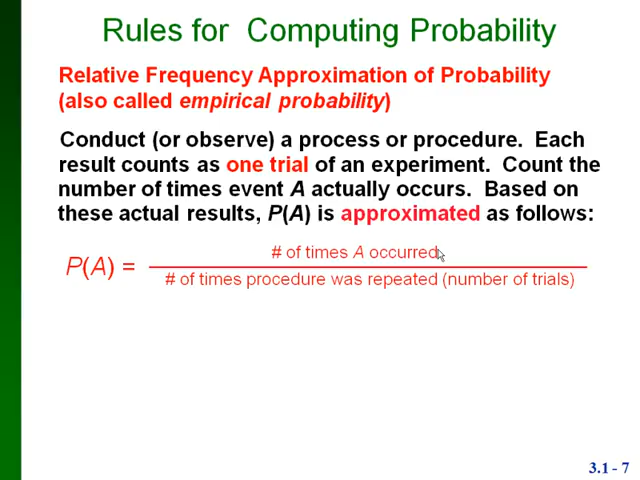 Rules for Computing Probability
Relative Frequency Approximation of Probability
(also called empirical probability)
Conduct (or observe) a process or procedure. Each
result counts as one trial of an experiment. Count the
number of times event A actually occurs. Based on
these actual results, P(A) is approximated as follows:
# of times A occurred
P(A) =
# of times procedure was repeated (number of trials)
3.1 - 7